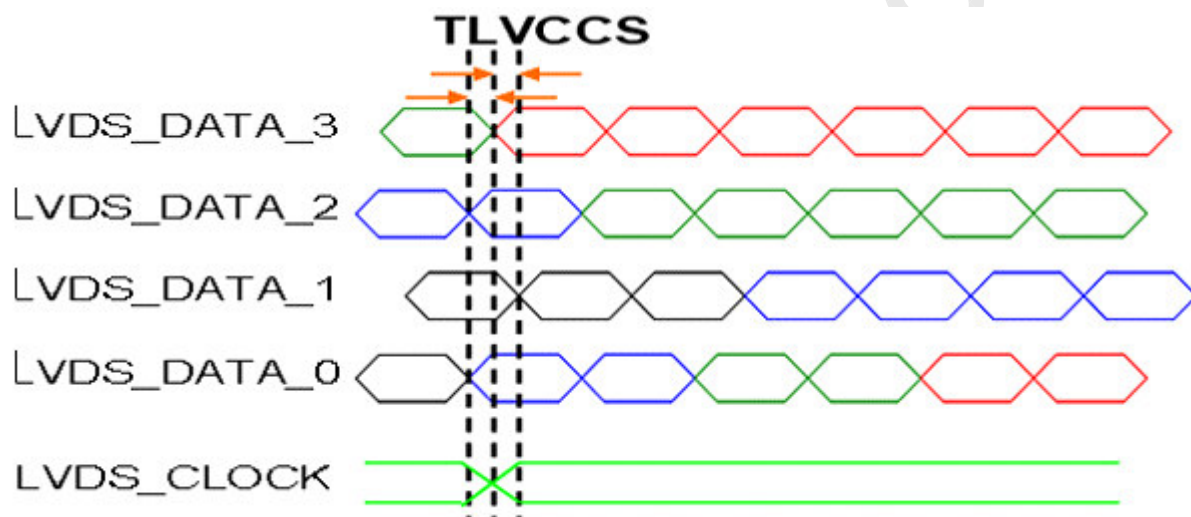 TLVCCS
LVDS_DATA_3
LVDS_DATA_2
LVDS_DATA_1
LVDS_DATA_0
LVDS_CLOCK